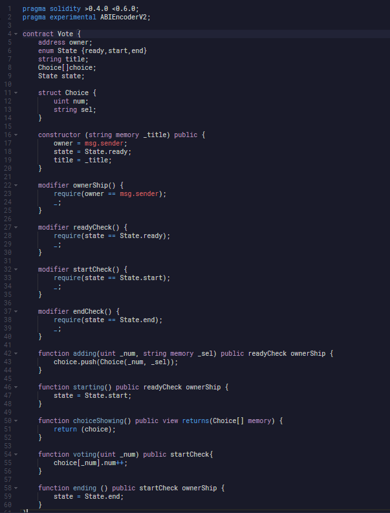 1 pragma solidity >0.4.0 <0.6.0;
2 pragma experimental ABIEncoderV2;
3
4 contract Vote {
5 address owner;
6 enum State {ready,start,end}
7 string title;
8 Choice[]choice;
9 State state;
10
11 struct Choice {
12 uint num;
13 string sel;
14 }
15
16 constructor (string memory _title) public {
17 owner = msg.sender;
18 state = State.ready;
19 title = _title;
20 }
21
22 modifier ownerShip() {
23 require(owner == msg.sender);
24 _;
25 }
26
27 modifier readyCheck() {
28 require(state == State.ready);
29 _;
30 }
31
32 modifier startCheck() {
33 require(state == State.start);
34 _;
35 }
36
37 modifier endCheck() {
38 require(state == State.end);
39 _;
40 }
41
42 function adding(uint _num, string memory _sel) public readyCheck ownerShip {
43 choice.push(Choice(_num, _sel));
44 }
45
46 function starting() public readyCheck ownerShip {
47 state = State.start;
48 }
49
50 function choiceShowing() public view returns(Choice[] memory) {
51 return (choice);
52 }
53
54 function voting(uint _num) public startCheck{
55 choice[_num].num++;
56 }
57
58 function ending () public startCheck ownerShip {
59 state = State.end;
60 }
}